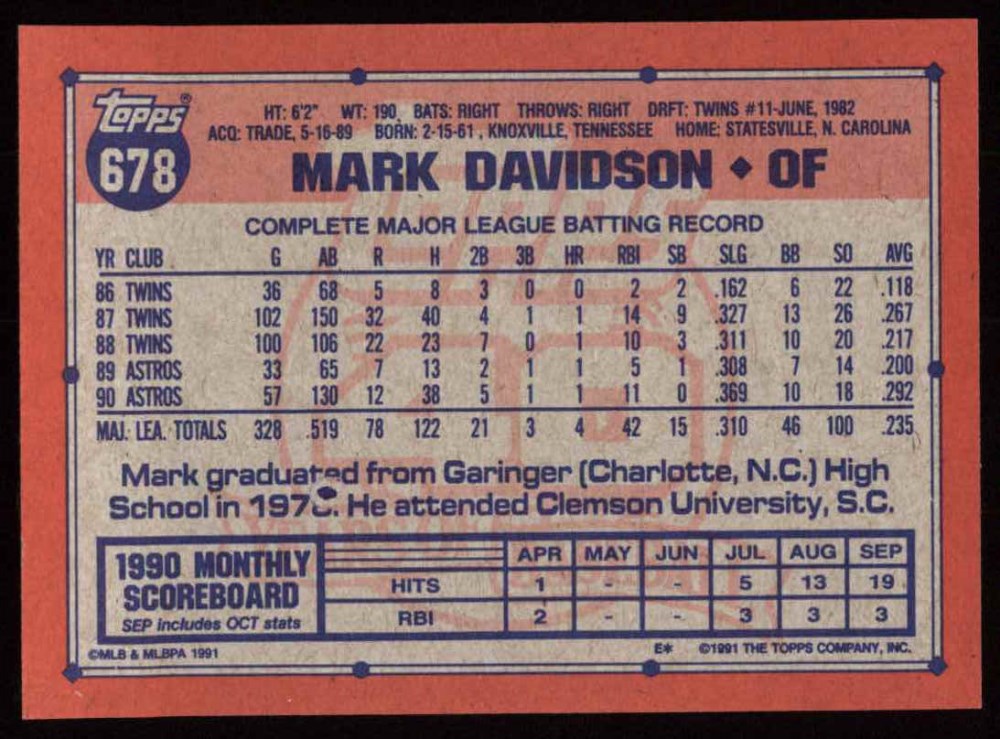 topps®
678
HT: 6'2" WT: 190 BATS: RIGHT THROWS: RIGHT DRFT: TWINS #11-JUNE, 1982
ACQ: TRADE, 5-16-89 BORN: 2-15-61, KNOXVILLE, TENNESSEE HOME: STATESVILLE, N. CAROLINA
MARK DAVIDSON ◆ OF
COMPLETE MAJOR LEAGUE BATTING RECORD
YR CLUB G AB R H 2B 3B HR RBI SB SLG BB SO AVG
86 TWINS 36 68 5 8 3 0 0 2 2 .162 6 22 .118
87 TWINS 102 150 32 40 4 1 1 14 9 .327 13 26 .267
88 TWINS 100 106 22 23 7 0 1 10 3 .311 10 20 .217
89 ASTROS 33 65 7 13 2 1 1 5 1 .308 7 14 .200
90 ASTROS 57 130 12 38 5 1 1 11 0 .369 10 18 .292
MAJ. LEA. TOTALS 328 519 78 122 21 3 4 42 15 .310 46 100 .235
Mark graduated from Garinger (Charlotte, N.C.) High
School in He attended Clemson University, S.C.
1990 MONTHLY
SCOREBOARD
SEP includes OCT stats
APR MAY JUN JUL AUG SEP
HITS 1 - - 5 13 19
RBI 2 - - 3 3 3
©MLB & MLBPA 1991 E* ©1991 THE TOPPS COMPANY, INC.